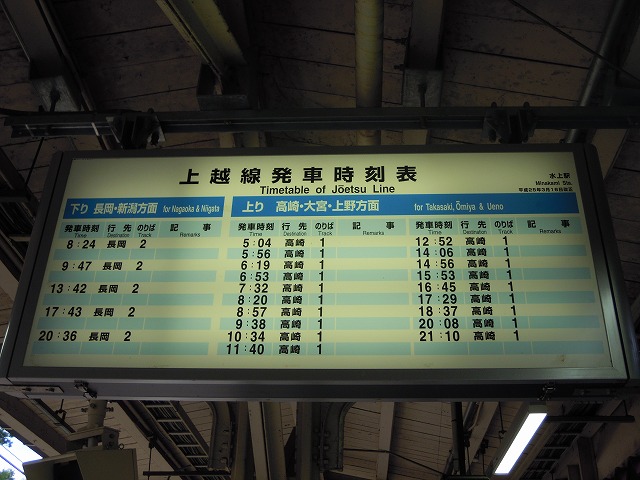 上越線発車時刻表
Timetable of Jōetsu Line
水上駅
Minakami Sta.
下り 長岡・新潟方面 for Nagaoka & Niigata
発車時刻 行先 のりば 記事
Time Destination Track Remarks
8:24 長岡 2
9:47 長岡 2
13:42 長岡 2
17:43 長岡 2
20:36 長岡 2
上り 高崎・大宮・上野方面 for Takasaki, Ōmiya & Ueno
発車時刻 行先 のりば 記事
Time Destination Track Remarks
5:04 高崎 1
5:56 高崎 1
6:19 高崎 1
6:53 高崎 1
7:32 高崎 1
8:20 高崎 1
8:57 高崎 1
9:38 高崎 1
10:34 高崎 1
11:40 高崎 1
発車時刻 行先 のりば 記事
Time Destination Track Remarks
12:52 高崎 1
14:06 高崎 1
14:56 高崎 1
15:53 高崎 1
16:45 高崎 1
17:29 高崎 1
18:37 高崎 1
20:08 高崎 1
21:10 高崎 1